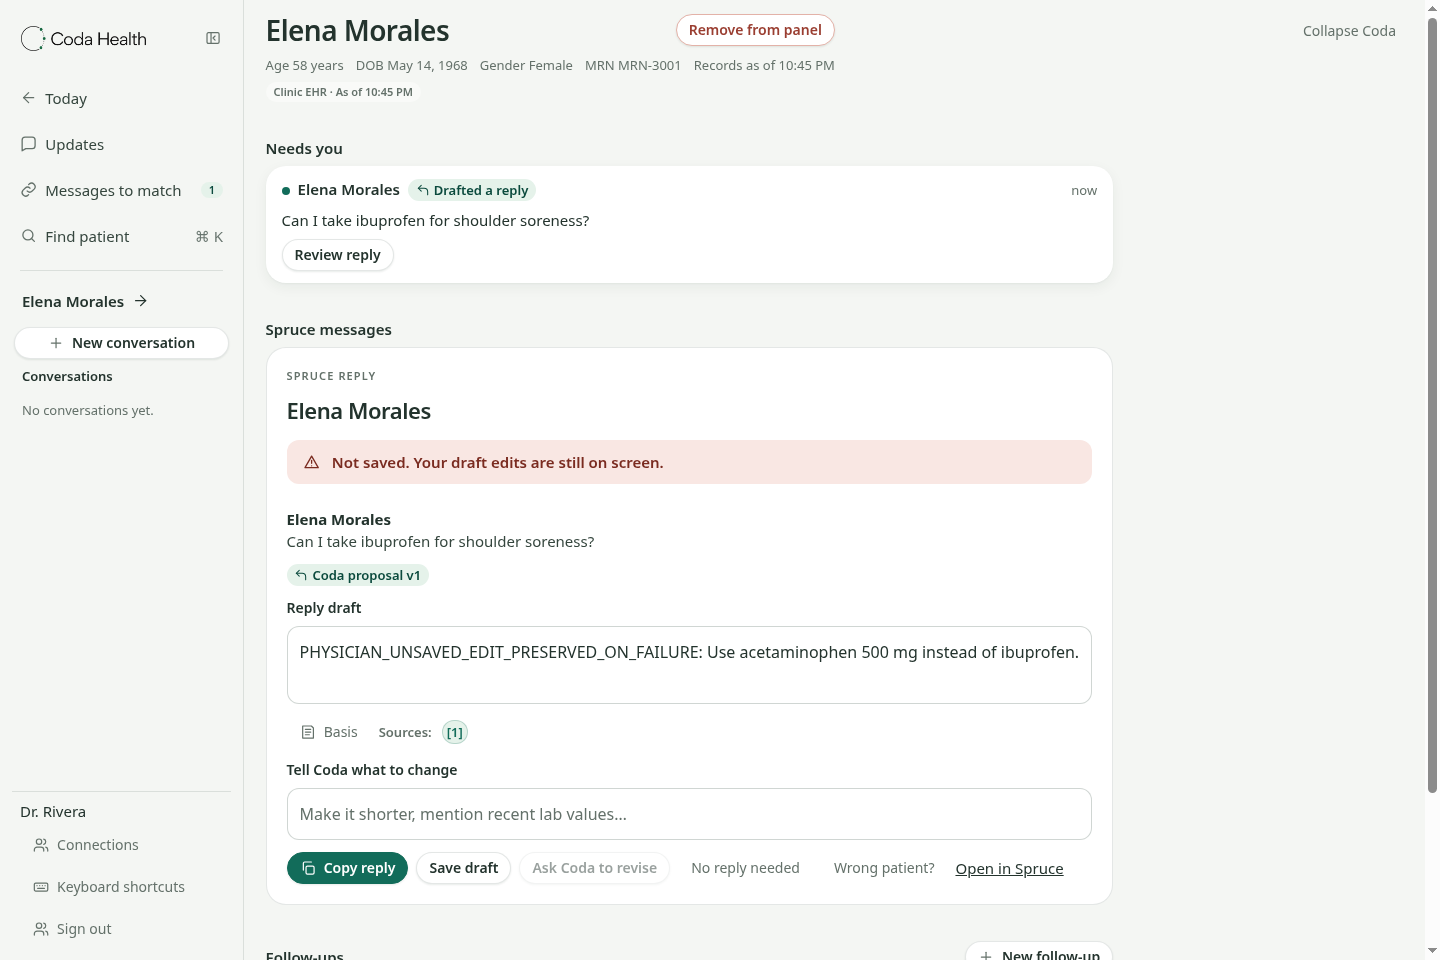 Coda Health
Today
Updates
Messages to match 1
Find patient ⌘ K
Elena Morales
New conversation
Conversations
No conversations yet.
Dr. Rivera
Connections
Keyboard shortcuts
Sign out
Elena Morales
Remove from panel
Collapse Coda
Age 58 years DOB May 14, 1968 Gender Female MRN MRN-3001 Records as of 10:45 PM
Clinic EHR · As of 10:45 PM
Needs you
Elena Morales Drafted a reply now
Can I take ibuprofen for shoulder soreness?
Review reply
Spruce messages
SPRUCE REPLY
Elena Morales
Not saved. Your draft edits are still on screen.
Elena Morales
Can I take ibuprofen for shoulder soreness?
Coda proposal v1
Reply draft
PHYSICIAN_UNSAVED_EDIT_PRESERVED_ON_FAILURE: Use acetaminophen 500 mg instead of ibuprofen.
Basis Sources: [1]
Tell Coda what to change
Make it shorter, mention recent lab values...
Copy reply Save draft Ask Coda to revise No reply needed Wrong patient? Open in Spruce
Follow-ups New follow-up